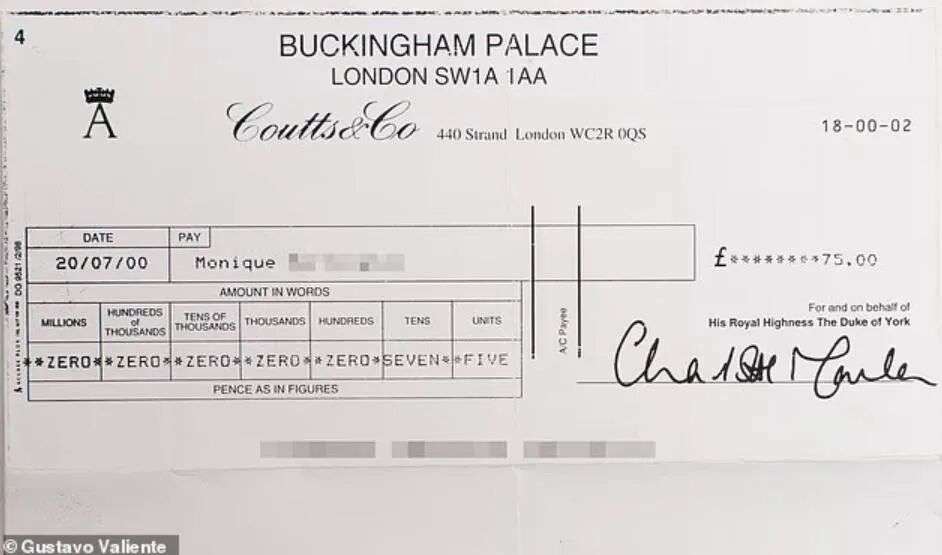 4
BUCKINGHAM PALACE
LONDON SW1A 1AA
A
Coutts & Co 440 Strand London WC2R 0QS
18-00-02
DATE PAY
20/07/00 Monique
£********75.00
AMOUNT IN WORDS
MILLIONS HUNDREDS of THOUSANDS TENS OF THOUSANDS THOUSANDS HUNDREDS TENS UNITS
**ZERO**ZERO**ZERO**ZERO**ZERO*SEVEN**FIVE
PENCE AS IN FIGURES
A/C Payee
For and on behalf of
His Royal Highness The Duke of York
© Gustavo Valiente